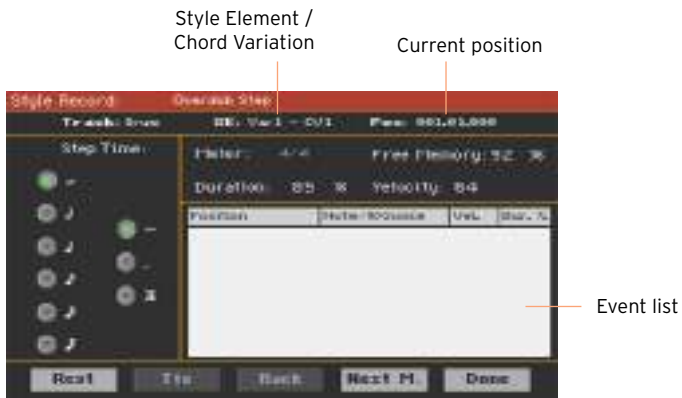 Style Element /
Chord Variation
Current position
Style Record: Overdub Step
Track: Drum SE: Var1 - CV1 Pos: 001.01.000
Step Time:
Meter: 4/4 Free Memory: 92 %
Duration: 85 % Velocity: 84
Position Note/RX Vel. Dur. %
Event list
Rest Tie Back Next M. Done